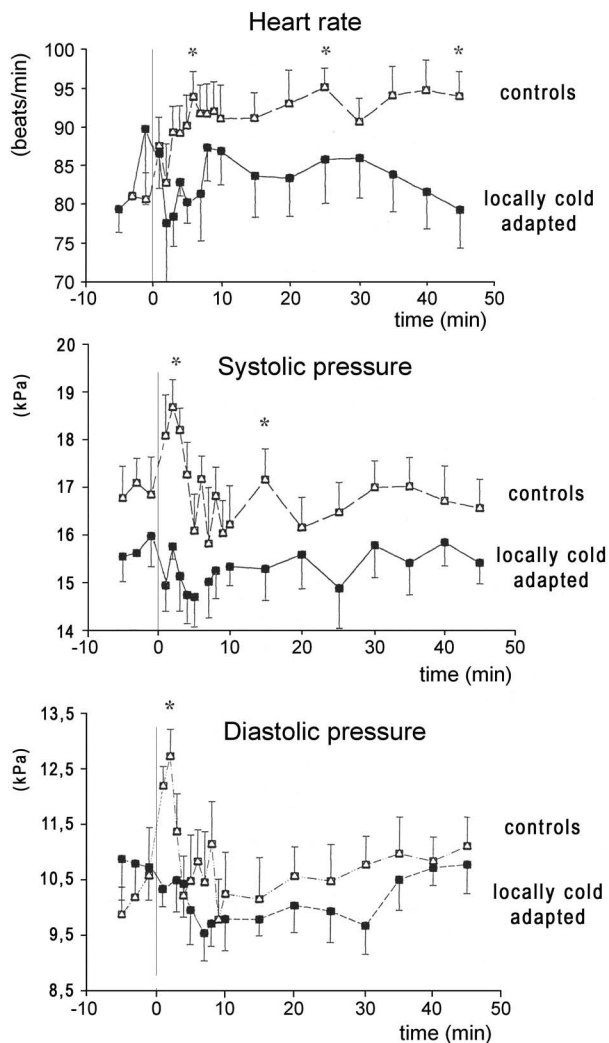 Heart rate
(beats/min)
* * *
100
95
90
85
80
75
70
-10 0 10 20 30 40 50
time (min)
controls
locally cold
adapted
Systolic pressure
(kPa)
* *
20
19
18
17
16
15
14
-10 0 10 20 30 40 50
time (min)
controls
locally cold
adapted
Diastolic pressure
(kPa)
*
13,5
12,5
11,5
10,5
9,5
8,5
-10 0 10 20 30 40 50
time (min)
controls
locally cold
adapted